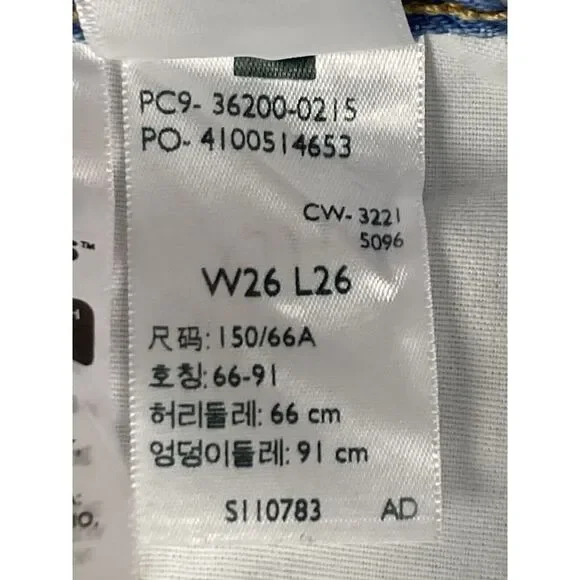 PC9- 36200-0215
PO- 4100514653
CW- 3221
5096
W26 L26
尺码: 150/66A
호칭: 66-91
허리둘레: 66 cm
엉덩이둘레: 91 cm
S110783 AD